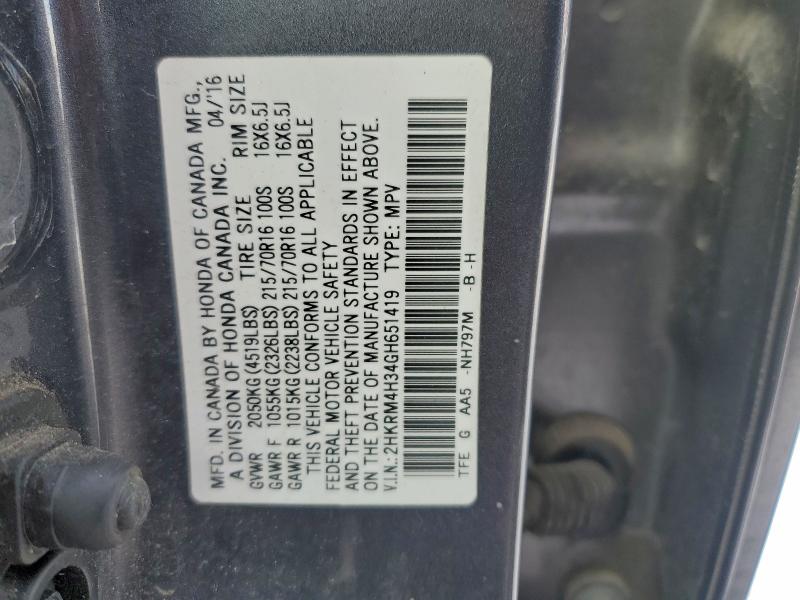 MFD. IN CANADA BY HONDA OF CANADA MFG.,
A DIVISION OF HONDA CANADA INC. 04/'16
GVWR 2050KG(4519LBS) TIRE SIZE RIM SIZE
GAWR F 1055KG(2326LBS) 215/70R16 100S 16X6.5J
GAWR R 1015KG(2238LBS) 215/70R16 100S 16X6.5J
THIS VEHICLE CONFORMS TO ALL APPLICABLE
FEDERAL MOTOR VEHICLE SAFETY
AND THEFT PREVENTION STANDARDS IN EFFECT
ON THE DATE OF MANUFACTURE SHOWN ABOVE.
V.I.N.:2HKRM4H34GH651419 TYPE: MPV
TFE G AA5 -NH797M -B -H